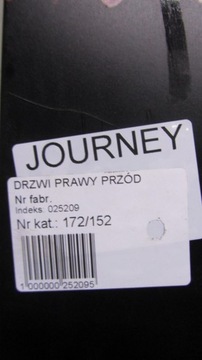 JOURNEY
DRZWI PRAWY PRZÓD
Nr fabr.
Indeks 025209
Nr kat.: 172/152
1 000000 252095